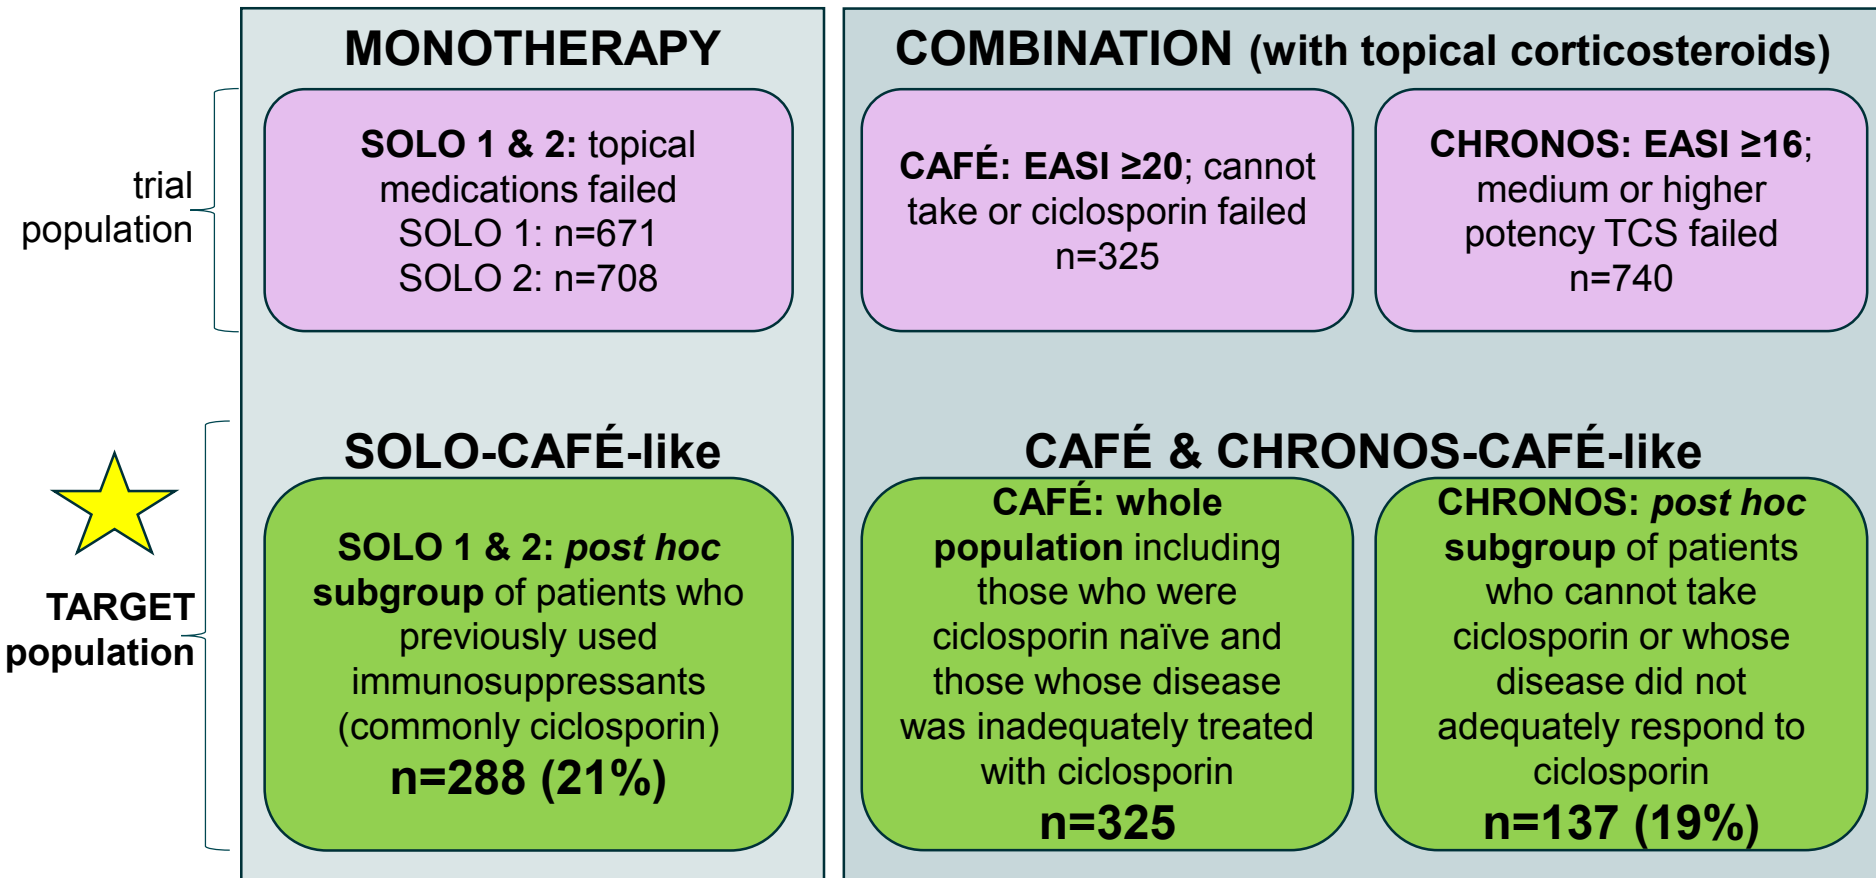 MONOTHERAPY
COMBINATION (with topical corticosteroids)
trial
population
SOLO 1 & 2: topical
medications failed
SOLO 1: n=671
SOLO 2: n=708
CAFÉ: EASI ≥20; cannot
take or ciclosporin failed
n=325
CHRONOS: EASI ≥16;
medium or higher
potency TCS failed
n=740
TARGET
population
SOLO-CAFÉ-like
SOLO 1 & 2: post hoc
subgroup of patients who
previously used
immunosuppressants
(commonly ciclosporin)
n=288 (21%)
CAFÉ & CHRONOS-CAFÉ-like
CAFÉ: whole
population including
those who were
ciclosporin naïve and
those whose disease
was inadequately treated
with ciclosporin
n=325
CHRONOS: post hoc
subgroup of patients
who cannot take
ciclosporin or whose
disease did not
adequately respond to
ciclosporin
n=137 (19%)